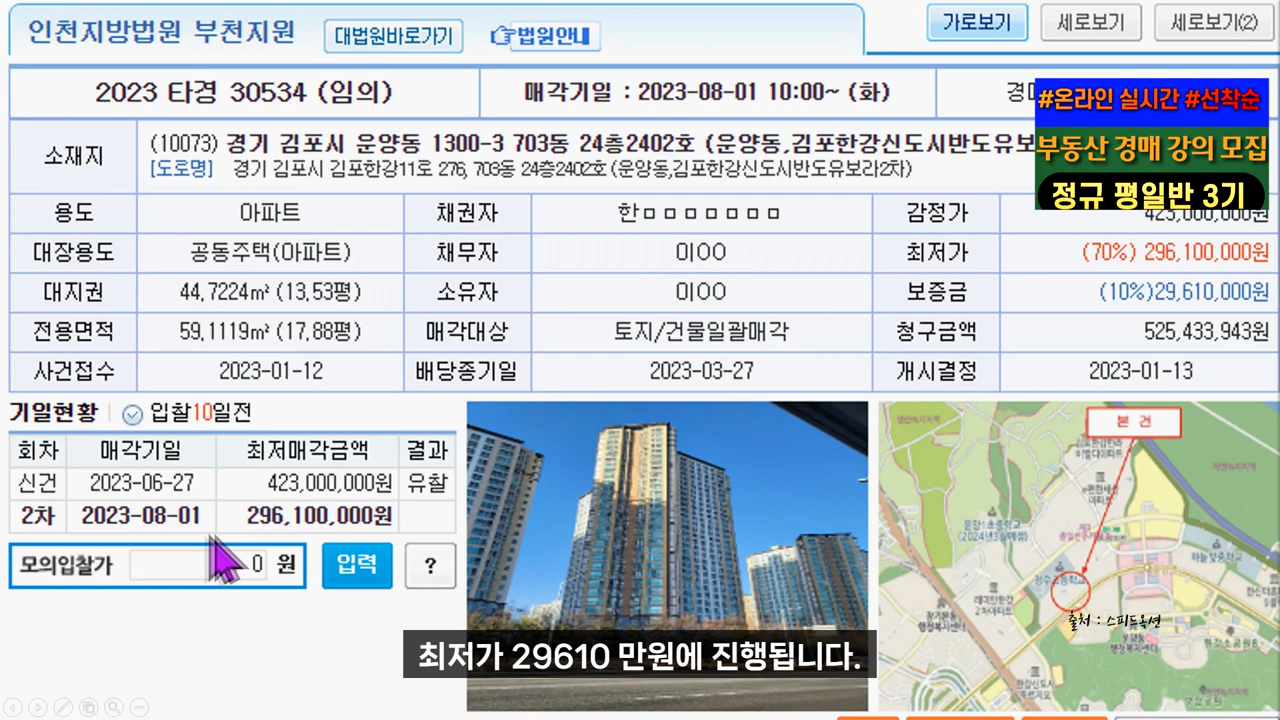 인천지방법원 부천지원
대법원바로가기
법원안내
가로보기
세로보기
세로보기(2)
2023 타경 30534 (임의)
매각기일 : 2023-08-01 10:00~ (화)
#온라인 실시간 #선착순
부동산 경매 강의 모집
정규 평일반 3기
소재지
(10073) 경기 김포시 운양동 1300-3 703동 24층2402호 (운양동,김포한강신도시반도유보
[도로명] 경기 김포시 김포한강11로 276, 703동 24층2402호 (운양동,김포한강신도시반도유보라2차)
용도 아파트 채권자 한ㅁㅁㅁㅁㅁㅁㅁ 감정가 423,000,000원
대장용도 공동주택(아파트) 채무자 이OO 최저가 (70%) 296,100,000원
대지권 44.7224㎡ (13.53평) 소유자 이OO 보증금 (10%)29,610,000원
전용면적 59.1119㎡ (17.88평) 매각대상 토지/건물일괄매각 청구금액 525,433,943원
사건접수 2023-01-12 배당종기일 2023-03-27 개시결정 2023-01-13
기일현황 입찰10일전
회차 매각기일 최저매각금액 결과
신건 2023-06-27 423,000,000원 유찰
2차 2023-08-01 296,100,000원
모의입찰가 0 원 입력 ?
본 건
출처 : 스피드옥션
최저가 29610 만원에 진행됩니다.